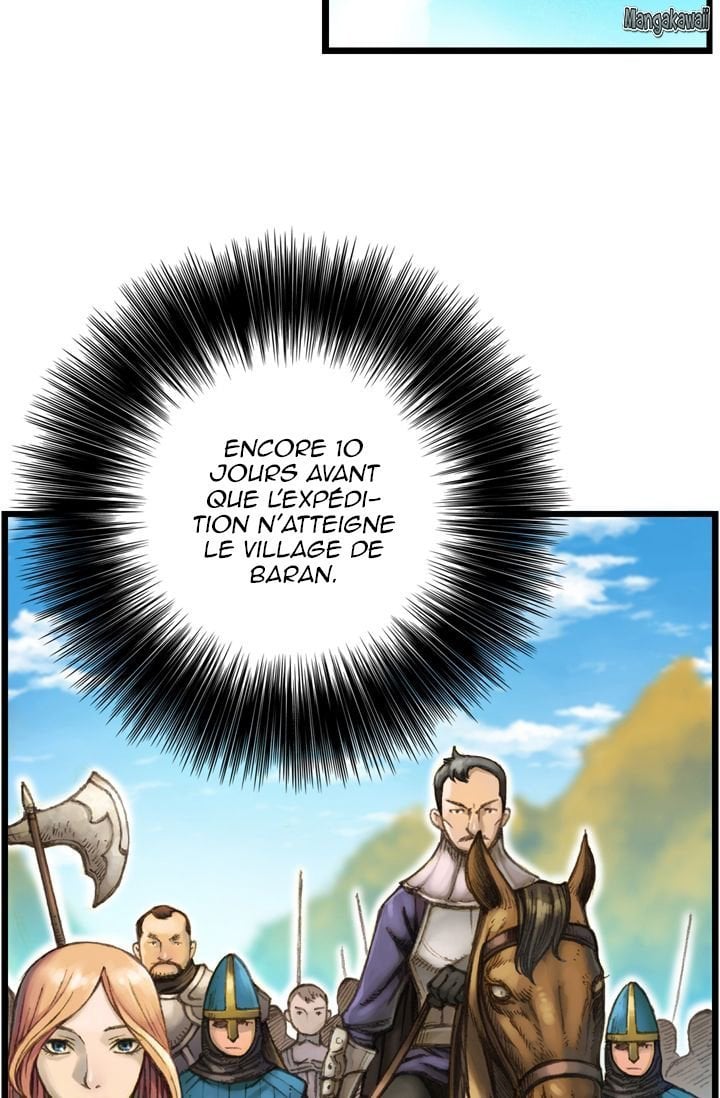 Mangakawaii
ENCORE 10
JOURS AVANT
QUE L'EXPÉDI-
TION N'ATTEIGNE
LE VILLAGE DE
BARAN.